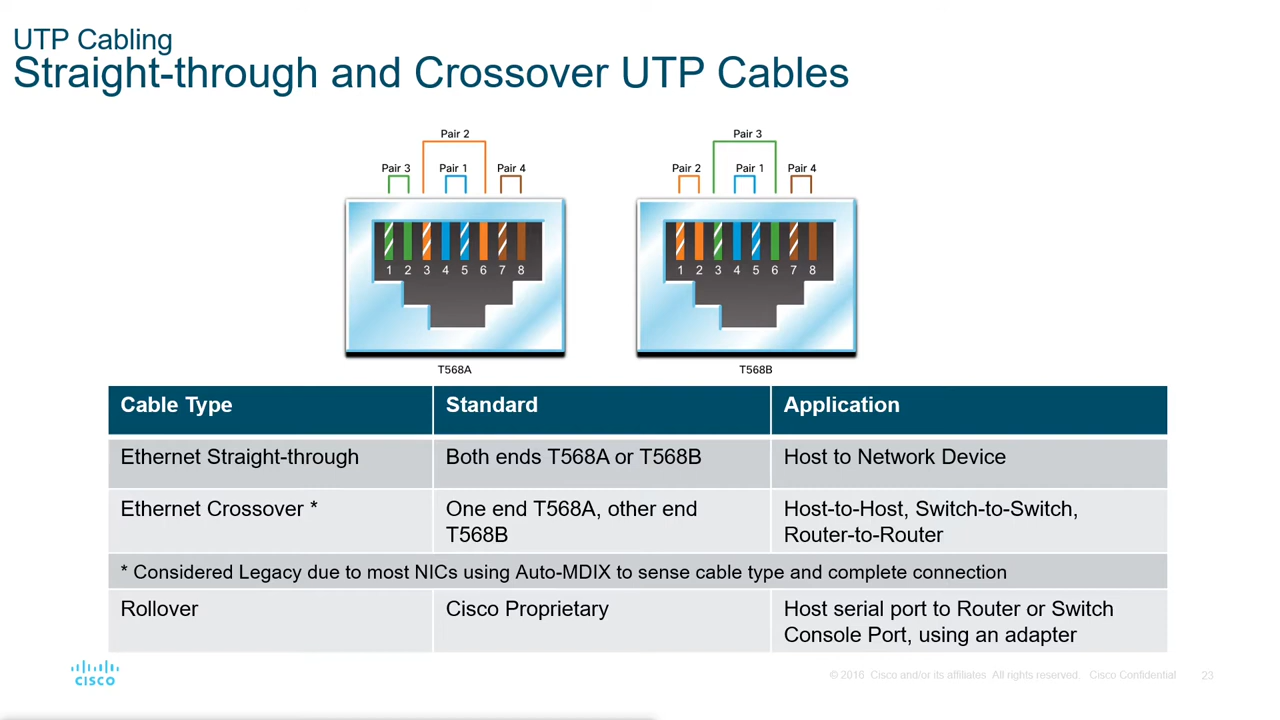 UTP Cabling
Straight-through and Crossover UTP Cables
Pair 2
Pair 3 Pair 1 Pair 4
1 2 3 4 5 6 7 8
T568A
Pair 3
Pair 2 Pair 1 Pair 4
1 2 3 4 5 6 7 8
T568B
Cable Type Standard Application
Ethernet Straight-through Both ends T568A or T568B Host to Network Device
Ethernet Crossover * One end T568A, other end T568B Host-to-Host, Switch-to-Switch, Router-to-Router
* Considered Legacy due to most NICs using Auto-MDIX to sense cable type and complete connection
Rollover Cisco Proprietary Host serial port to Router or Switch Console Port, using an adapter
CISCO
© 2016 Cisco and/or its affiliates. All rights reserved. Cisco Confidential 23